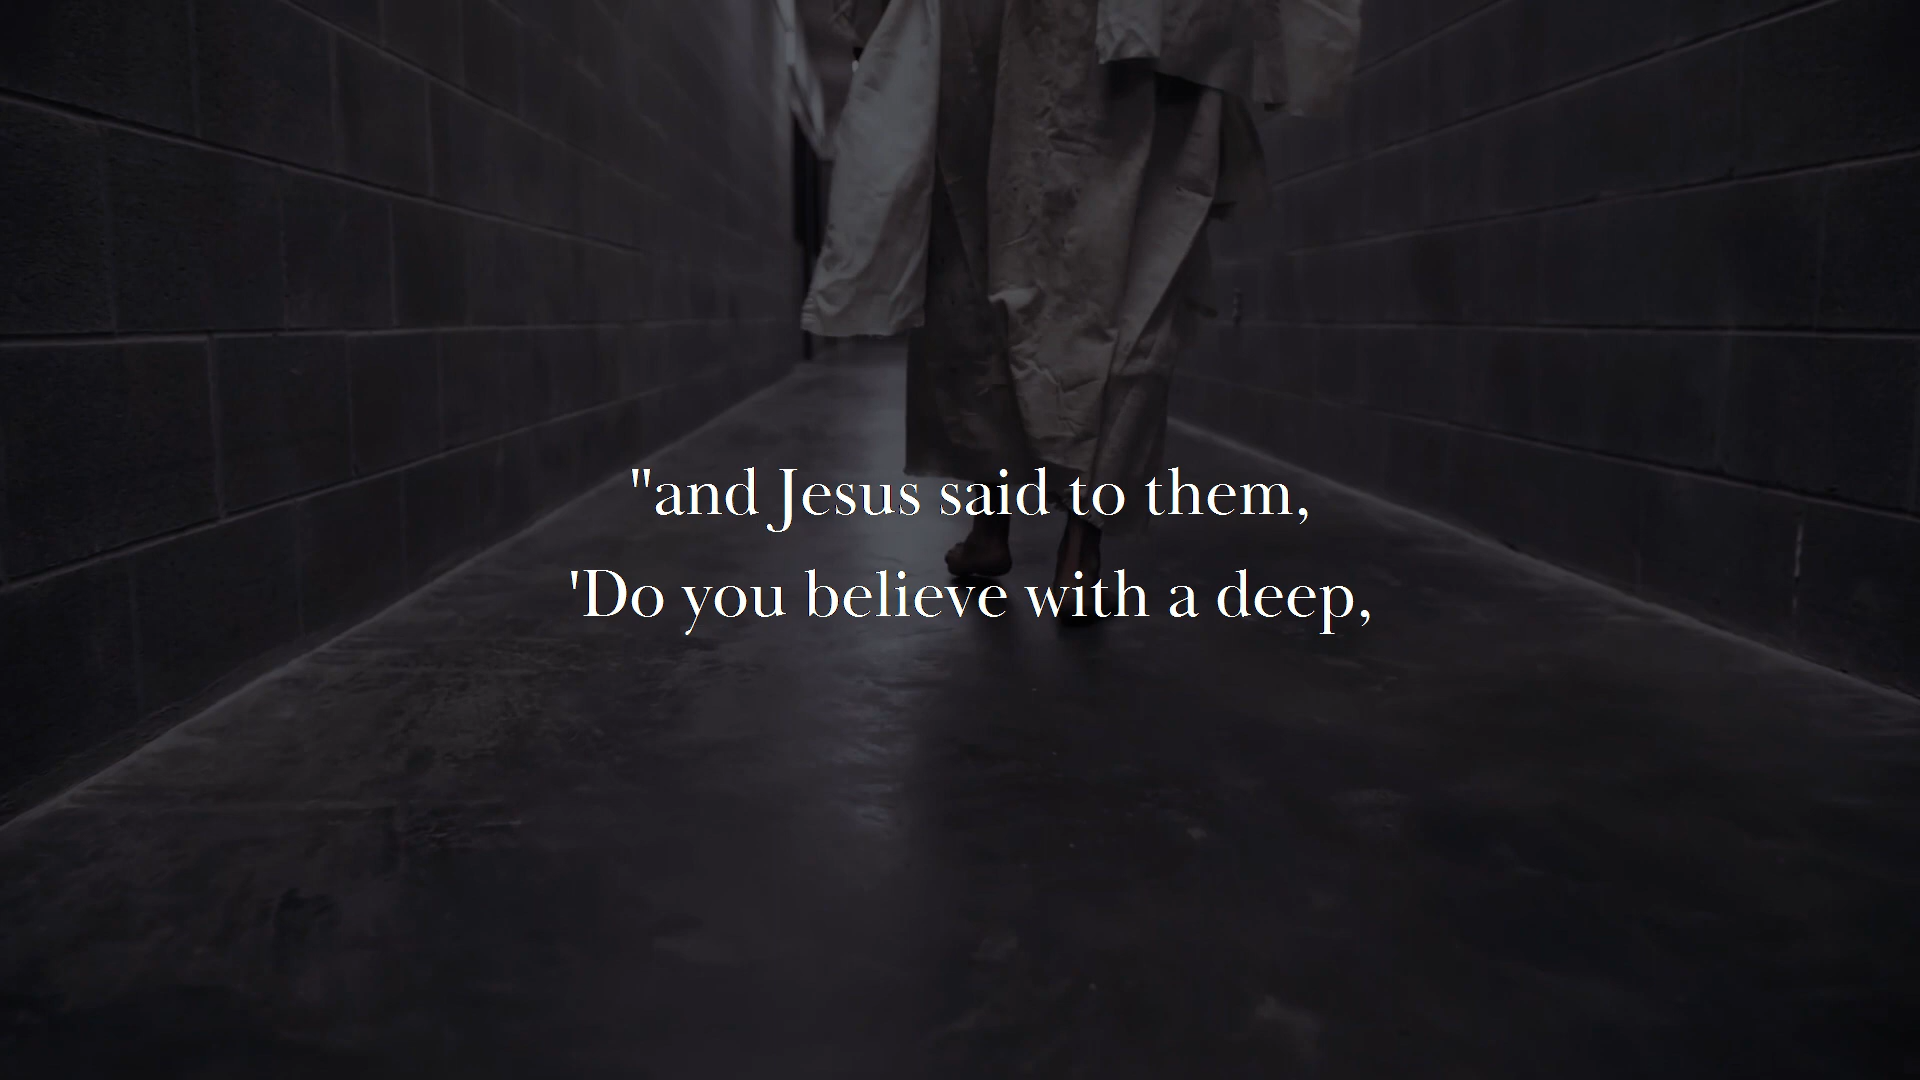 "and Jesus said to them,
'Do you believe with a deep,